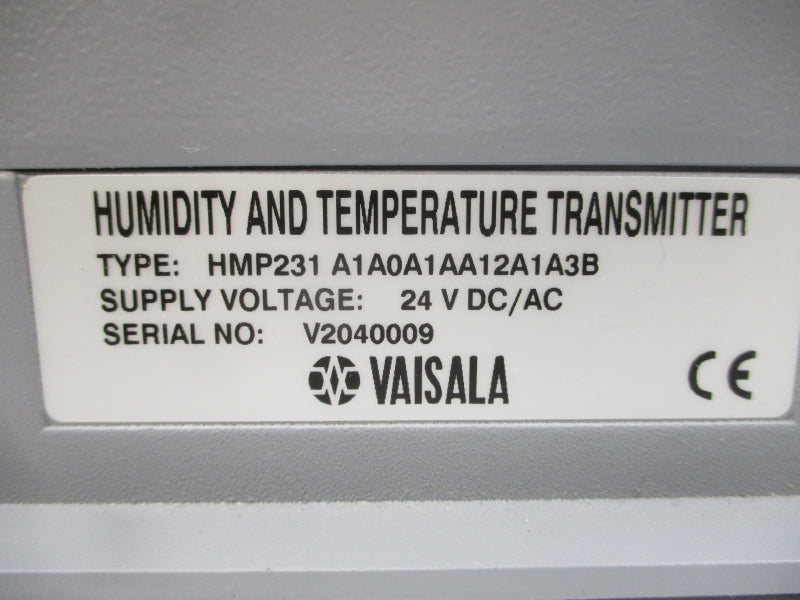 HUMIDITY AND TEMPERATURE TRANSMITTER
TYPE: HMP231 A1A0A1AA12A1A3B
SUPPLY VOLTAGE: 24 V DC/AC
SERIAL NO: V2040009
VAISALA CE